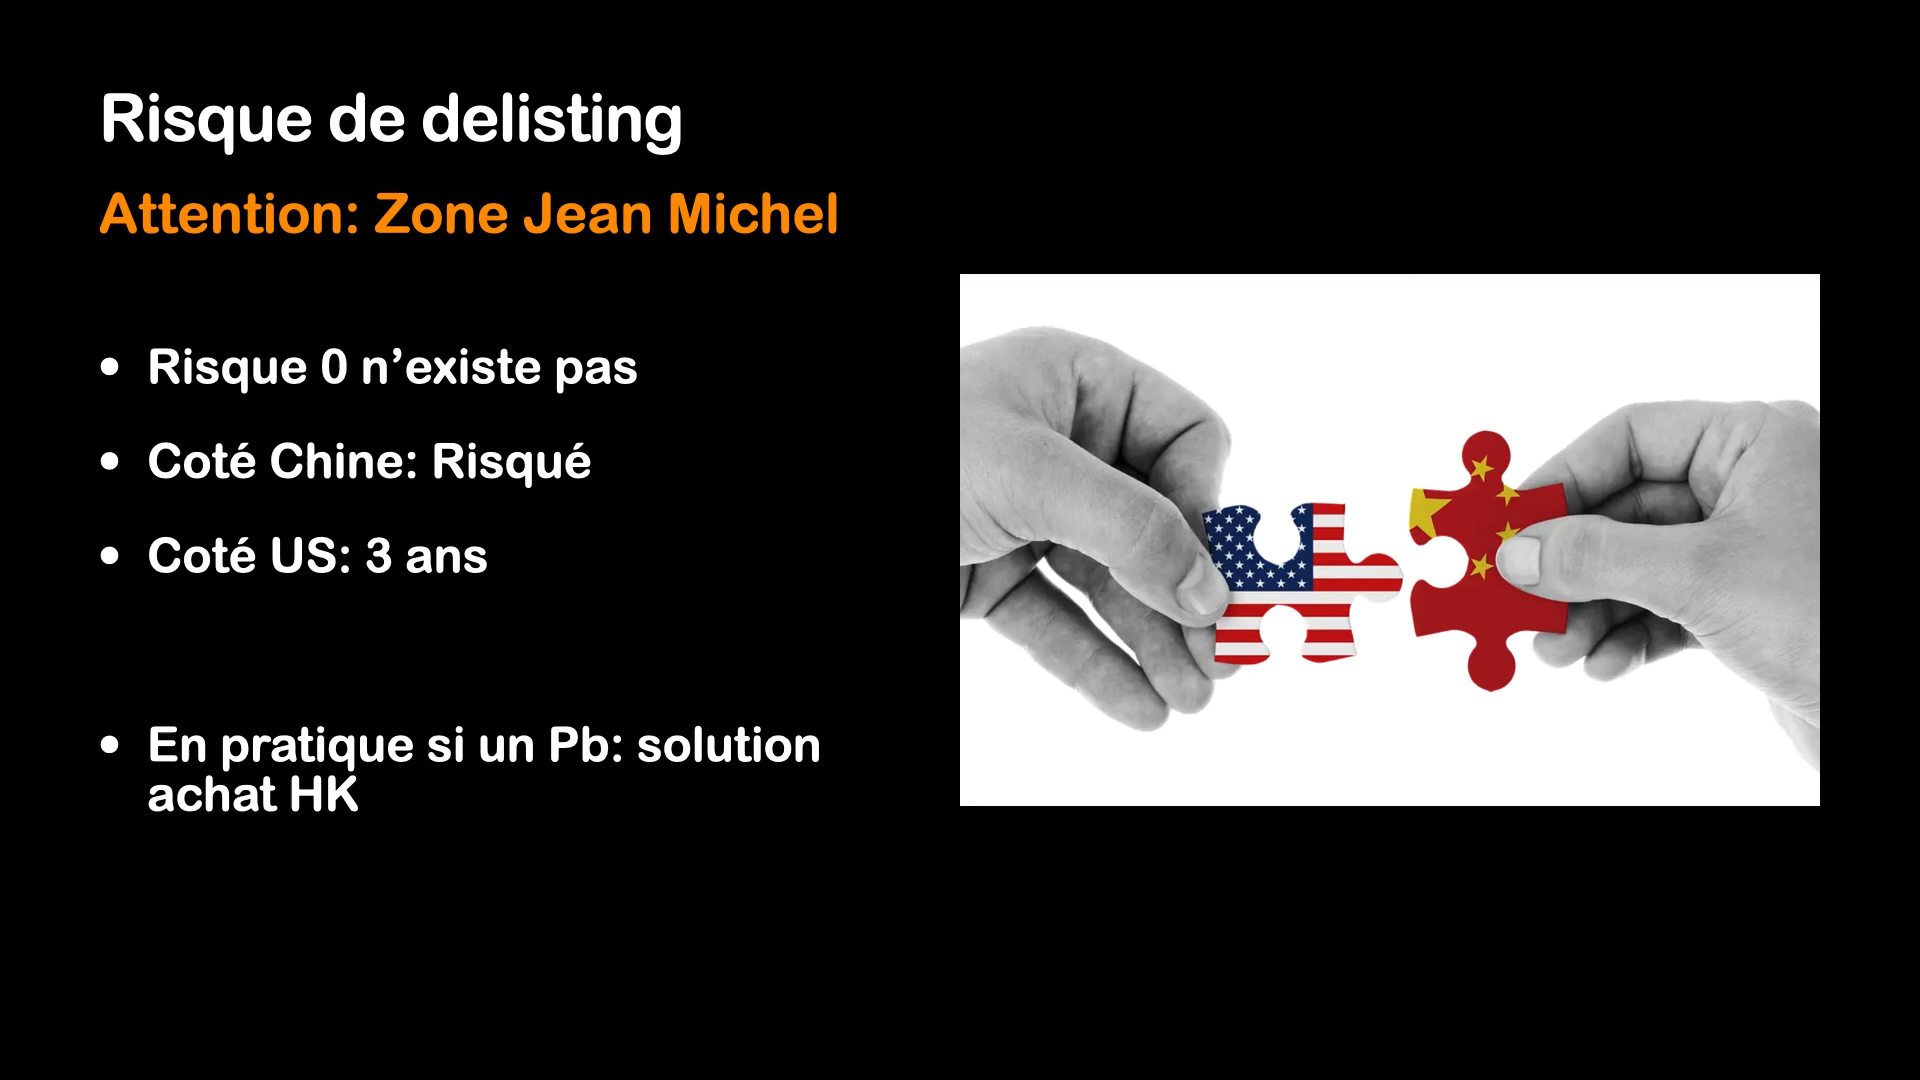 Risque de delisting
Attention: Zone Jean Michel
• Risque 0 n’existe pas
• Coté Chine: Risqué
• Coté US: 3 ans
• En pratique si un Pb: solution
achat HK